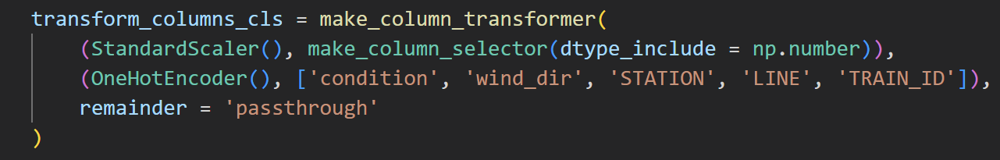 transform_columns_cls = make_column_transformer(
    (StandardScaler(), make_column_selector(dtype_include = np.number)),
    (OneHotEncoder(), ['condition', 'wind_dir', 'STATION', 'LINE', 'TRAIN_ID']),
    remainder = 'passthrough'
)